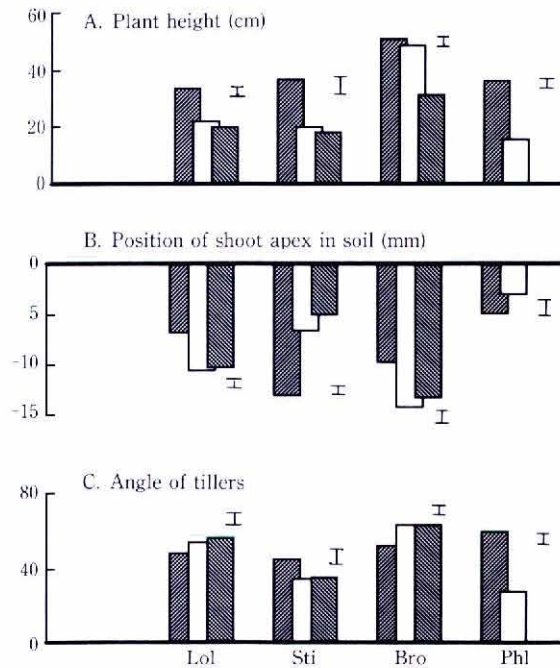 60
A. Plant height (cm)
40
20
0
B. Position of shoot apex in soil (mm)
0
5
-10
-15
C. Angle of tillers
80
40
0
Lol Sti Bro Phl